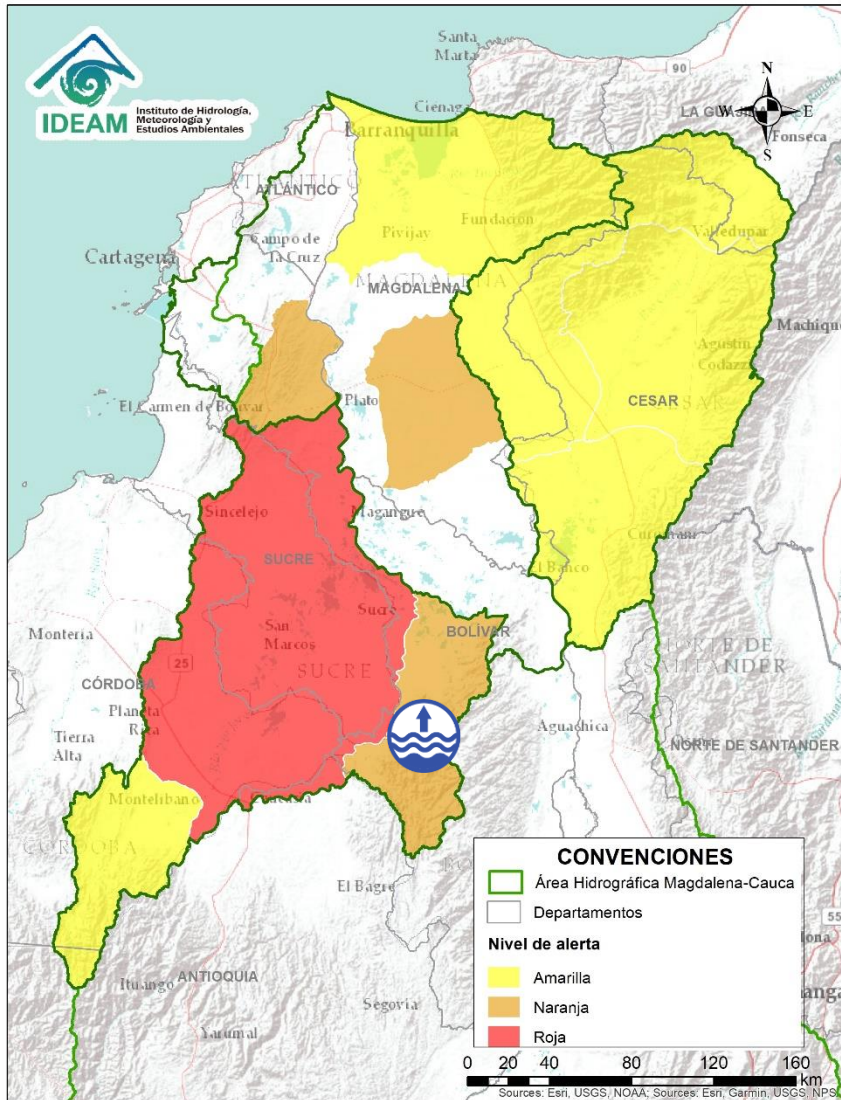 Santa
Marta
90
N
W E
S
IDEAM
Instituto de Hidrología,
Meteorología y
Estudios Ambientales
Ciénaga
Barranquilla
LA GUAJIRA
Fonseca
ATLÁNTICO
Pivijay
Fundación
Valledupar
Cartagena
Campo de
la Cruz
MAGDALENA
MAGDALENA
Machique
Agustín
Codazzi
CESAR
El Carmen de Bolívar
Plato
Sincelejo
Magangué
SUCRE
El Banco
Sucre
Montería
San
Marcos
BOLÍVAR
NORTE DE
SANTANDER
25
SUCRE
CÓRDOBA
Planeta
Rica
Tierra
Alta
Aguachica
NORTE DE SANTANDER
Montelíbano
CÓRDOBA
El Bagre
Ituango
ANTIOQUIA
Segovia
Yarumal
CONVENCIONES
Área Hidrográfica Magdalena-Cauca
Departamentos
Nivel de alerta
Amarilla
Naranja
Roja
55
0 20 40 80 120 160
km
Sources: Esri, USGS, NOAA; Sources: Esri, Garmin, USGS, NPS